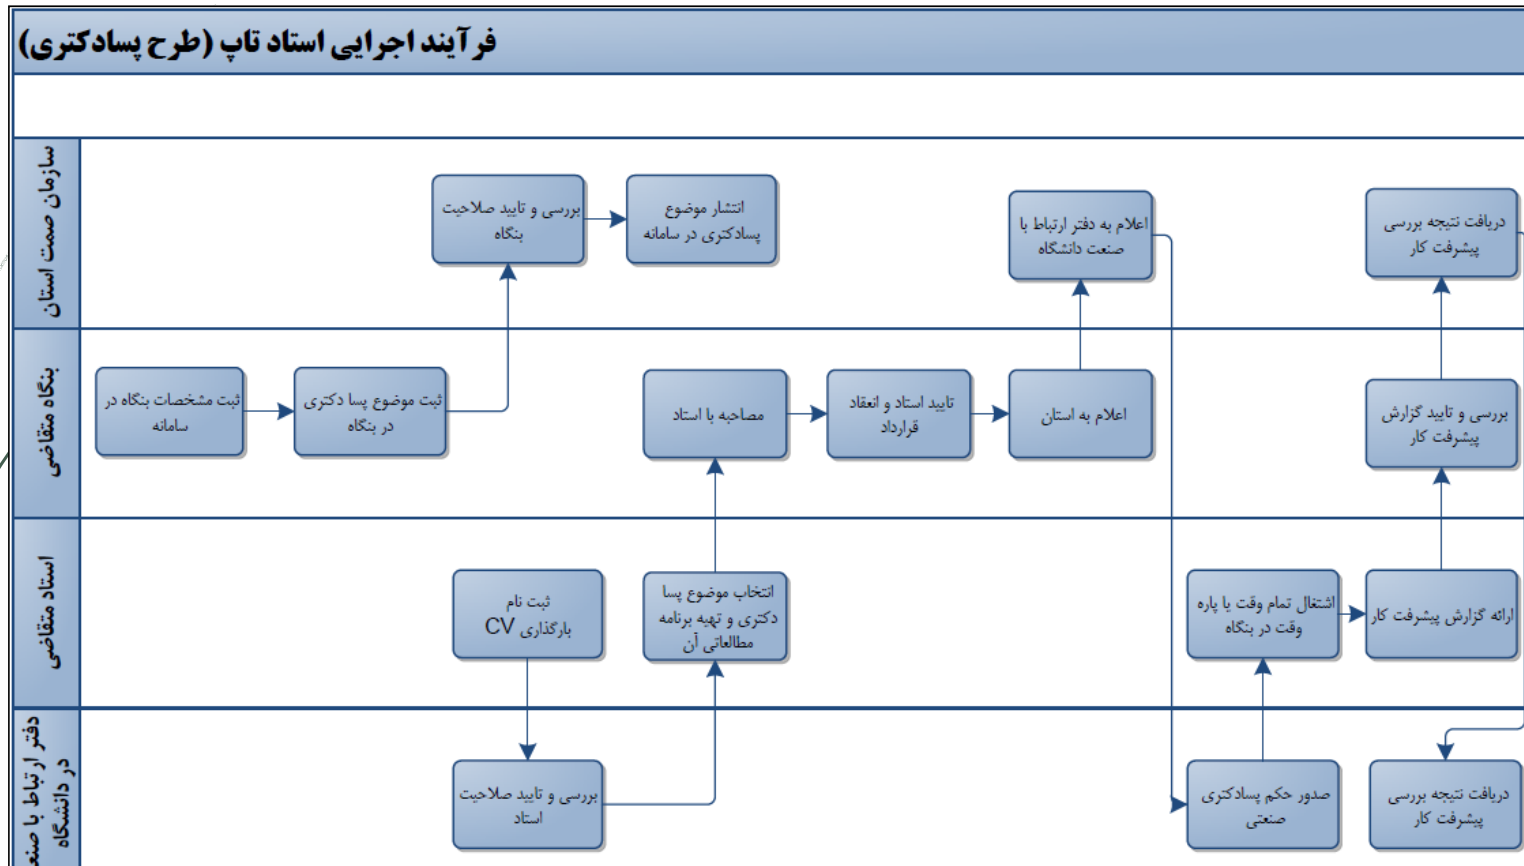 فرآیند اجرایی استاد تاپ (طرح پسادکتری)
سازمان صمت استان
بررسی و تایید صلاحیت
بنگاه
انتشار موضوع
پسادکتری در سامانه
اعلام به دفتر ارتباط با
صنعت دانشگاه
دریافت نتیجه بررسی
پیشرفت کار
بنگاه متقاضی
ثبت مشخصات بنگاه در
سامانه
ثبت موضوع پسا دکتری
در بنگاه
مصاحبه با استاد
تایید استاد و انعقاد
قرارداد
اعلام به استان
بررسی و تایید گزارش
پیشرفت کار
استاد متقاضی
ثبت نام
بارگذاری CV
انتخاب موضوع پسا
دکتری و تهیه برنامه
مطالعاتی آن
اشتغال تمام وقت یا پاره
وقت در بنگاه
ارائه گزارش پیشرفت کار
دفتر ارتباط با صنع
در دانشگاه
بررسی و تایید صلاحیت
استاد
صدور حکم پسادکتری
صنعتی
دریافت نتیجه بررسی
پیشرفت کار